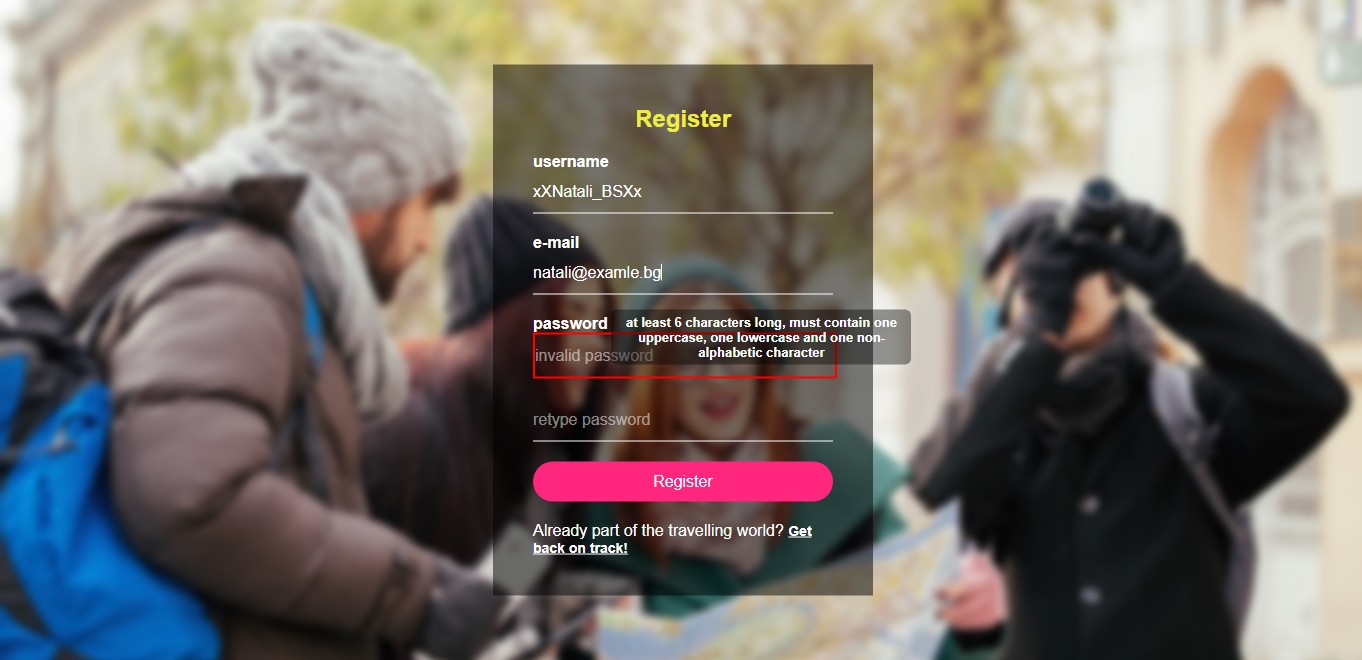 Register
username
xXNatali_BSXx
e-mail
natali@examle.bg
password
at least 6 characters long, must contain one
uppercase, one lowercase and one non-
alphabetic character
invalid password
retype password
Register
Already part of the travelling world? Get
back on track!